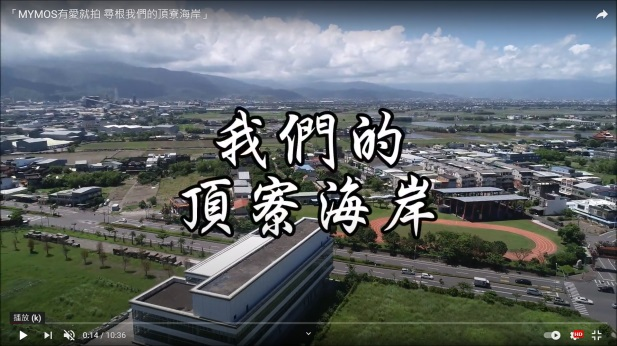 「MYMOS有愛就拍 尋根我們的頂寮海岸」
我們的
頂寮海岸
播放 (k)
0:14 / 10:36
HD